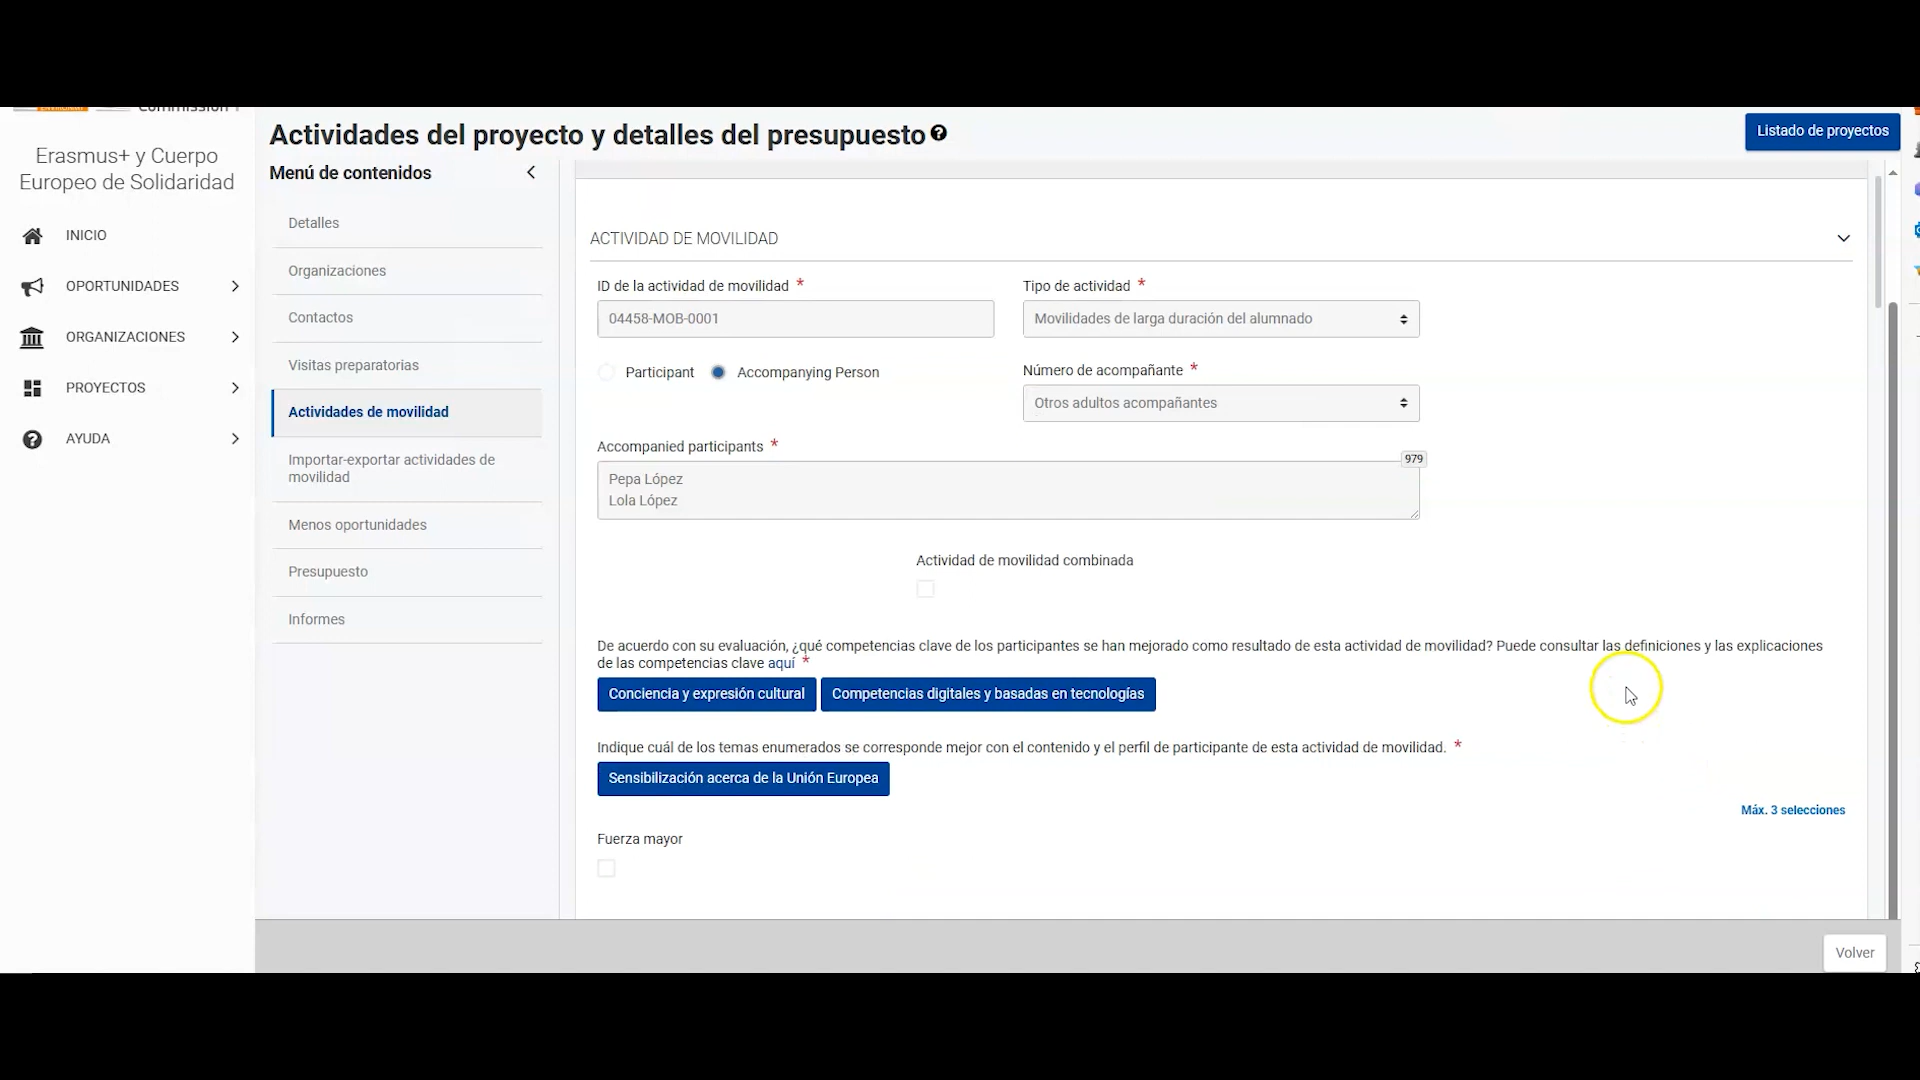 Actividades del proyecto y detalles del presupuesto
Listado de proyectos
Erasmus+ y Cuerpo
Europeo de Solidaridad
INICIO
OPORTUNIDADES
ORGANIZACIONES
PROYECTOS
AYUDA
Menú de contenidos
Detalles
Organizaciones
Contactos
Visitas preparatorias
Actividades de movilidad
Importar-exportar actividades de
movilidad
Menos oportunidades
Presupuesto
Informes
ACTIVIDAD DE MOVILIDAD
ID de la actividad de movilidad *
04458-MOB-0001
Tipo de actividad *
Movilidades de larga duración del alumnado
Participant
Accompanying Person
Número de acompañante *
Otros adultos acompañantes
Accompanied participants *
979
Pepa López
Lola López
Actividad de movilidad combinada
De acuerdo con su evaluación, ¿qué competencias clave de los participantes se han mejorado como resultado de esta actividad de movilidad? Puede consultar las definiciones y las explicaciones
de las competencias clave aquí *
Conciencia y expresión cultural
Competencias digitales y basadas en tecnologías
Indique cuál de los temas enumerados se corresponde mejor con el contenido y el perfil de participante de esta actividad de movilidad. *
Sensibilización acerca de la Unión Europea
Máx. 3 selecciones
Fuerza mayor
Volver